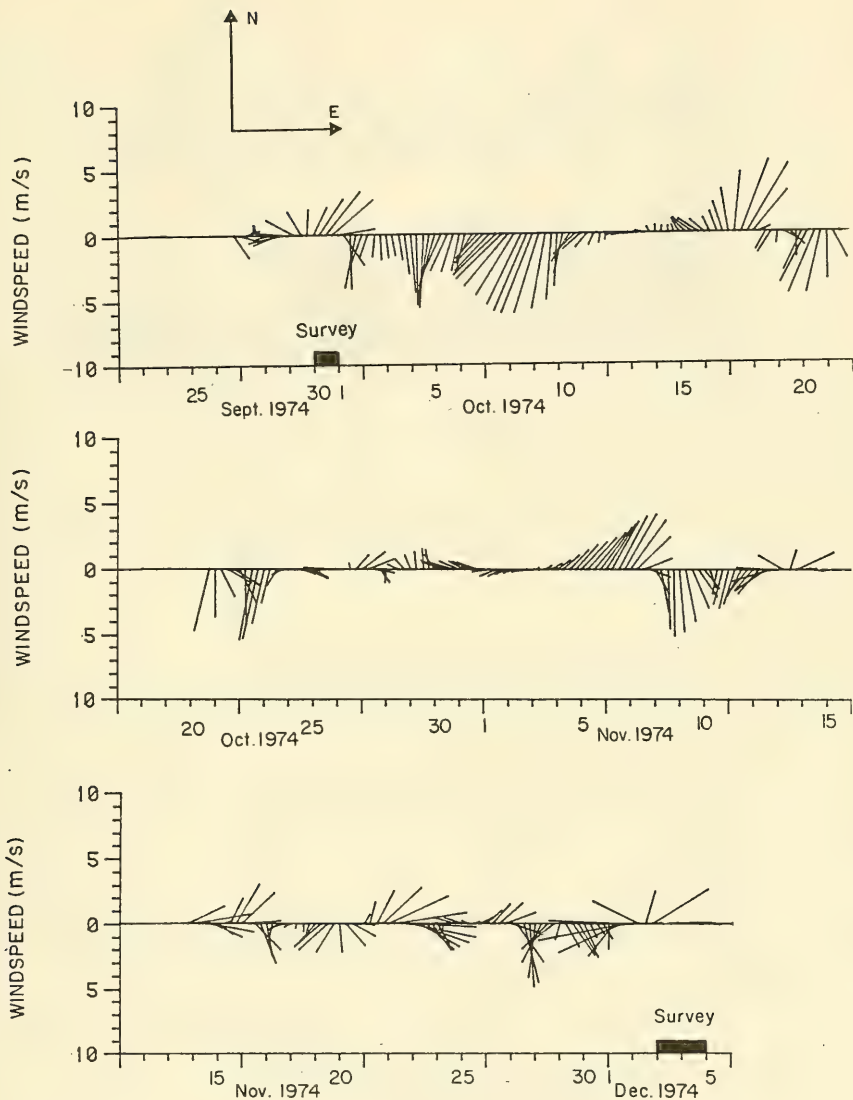 N
E
10
5
0
-5
-10
WINDSPEED (m/s)
Survey
25 30 1 5 10 15 20
Sept. 1974 Oct. 1974
10
5
0
5
10
WINDSPEED (m/s)
20 25 30 1 5 10 15
Oct. 1974 Nov. 1974
10
5
0
5
10
WINDSPEED (m/s)
Survey
15 20 25 30 1 5
Nov. 1974 Dec. 1974